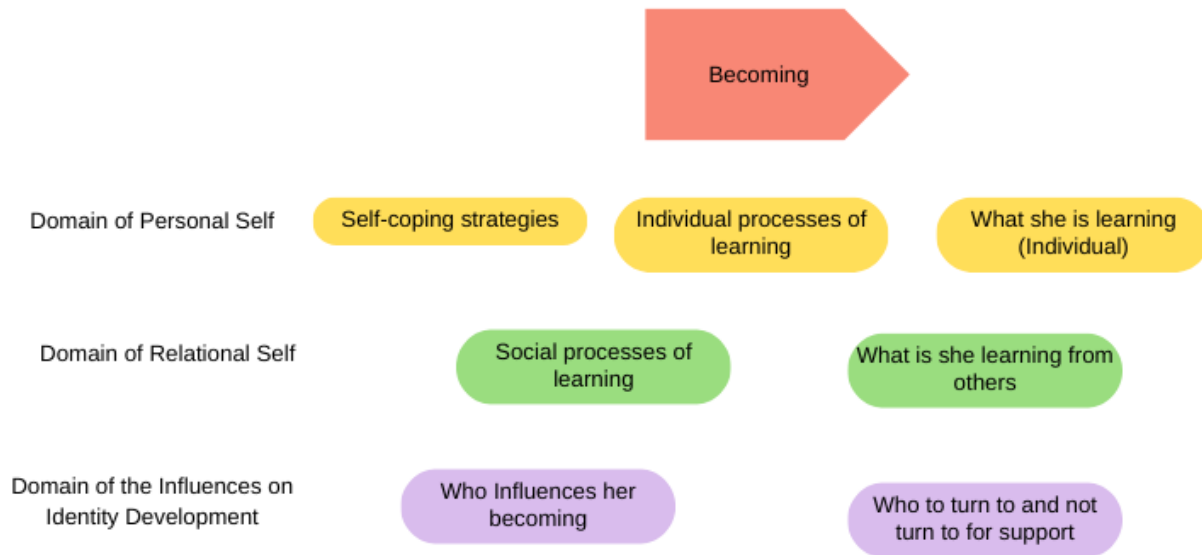 Becoming
Domain of Personal Self
Self-coping strategies
Individual processes of
learning
What she is learning
(Individual)
Domain of Relational Self
Social processes of
learning
What is she learning from
others
Domain of the Influences on
Identity Development
Who Influences her
becoming
Who to turn to and not
turn to for support